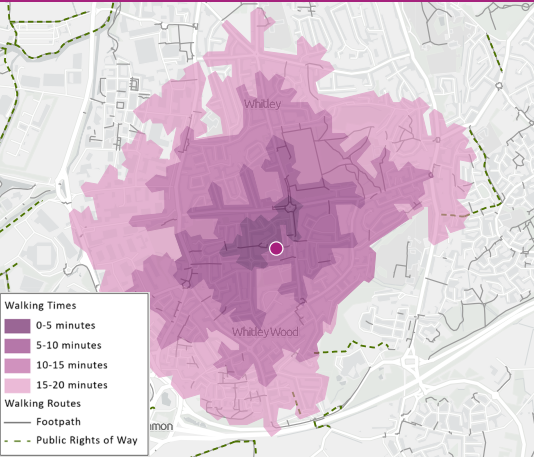 Whitley
Whitley Wood
Walking Times
0-5 minutes
5-10 minutes
10-15 minutes
15-20 minutes
Walking Routes
Footpath
Public Rights of Way
mmon